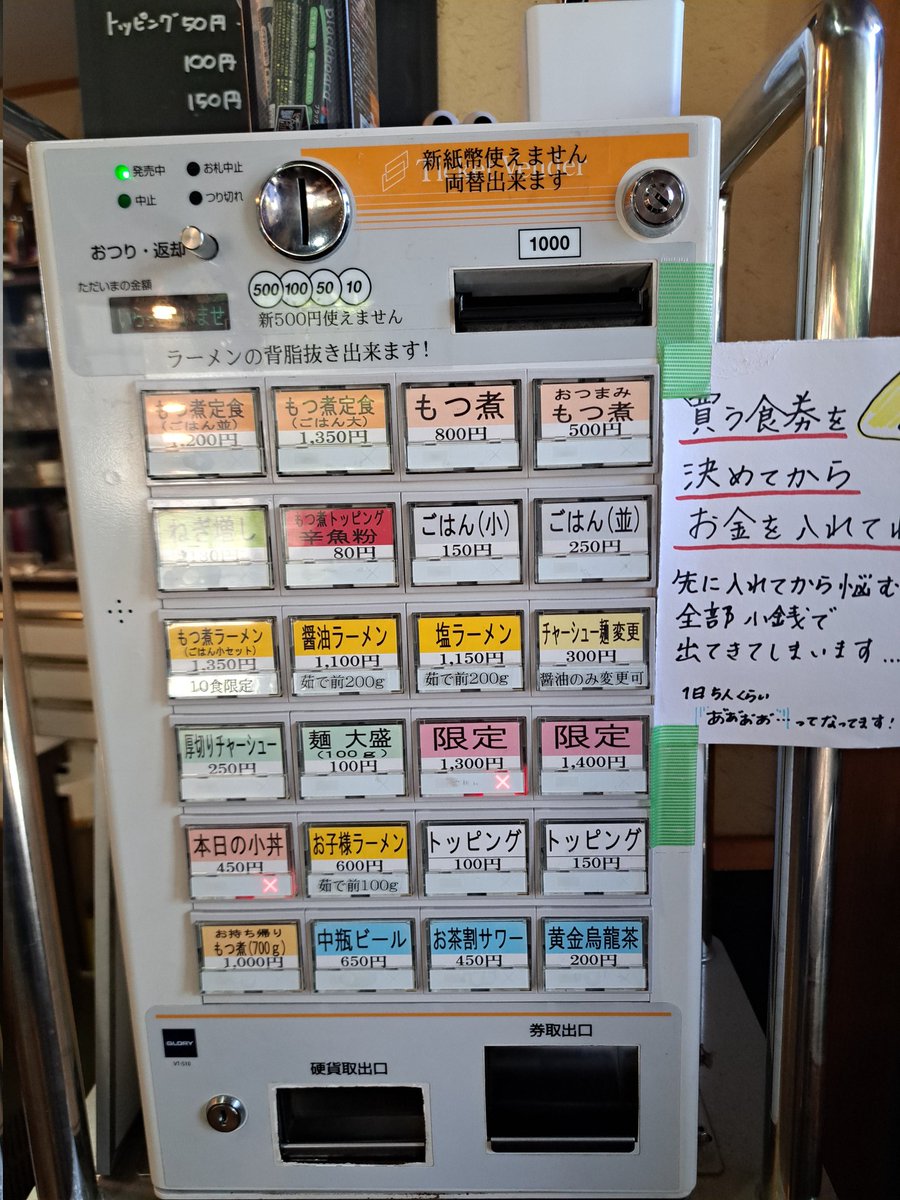 トッピング50円
100円
150円
発売中
お札中止
中止
つり切れ
新紙幣使えません
両替出来ます
おつり・返却
1000
ただいまの金額
500 100 50 10
新500円使えません
ラーメンの背脂抜き出来ます!
もつ煮定食
(ごはん並)
1,200円
もつ煮定食
(ごはん大)
1,350円
もつ煮
800円
おつまみ
もつ煮
500円
ねぎ増し
もつ煮トッピング
辛魚粉
80円
ごはん(小)
150円
ごはん(並)
250円
もつ煮ラーメン
(ごはん小セット)
1,350円
10食限定
醤油ラーメン
1,100円
茹で前200g
塩ラーメン
1,150円
茹で前200g
チャーシュー麺変更
300円
醤油のみ変更可
厚切りチャーシュー
250円
麺 大盛
(100g)
100円
限定
1,300円
限定
1,400円
本日の小丼
450円
お子様ラーメン
600円
茹で前100g
トッピング
100円
トッピング
150円
お持ち帰り
もつ煮(700g)
1,000円
中瓶ビール
650円
お茶割サワー
450円
黄金烏龍茶
200円
GLORY
硬貨取出口
券取出口
買う食券を
決めてから
お金を入れて
先に入れてから悩む
全部小銭で
出てきてしまいます…
1日5人くらい
"あぁぁぁ…"ってなってます!